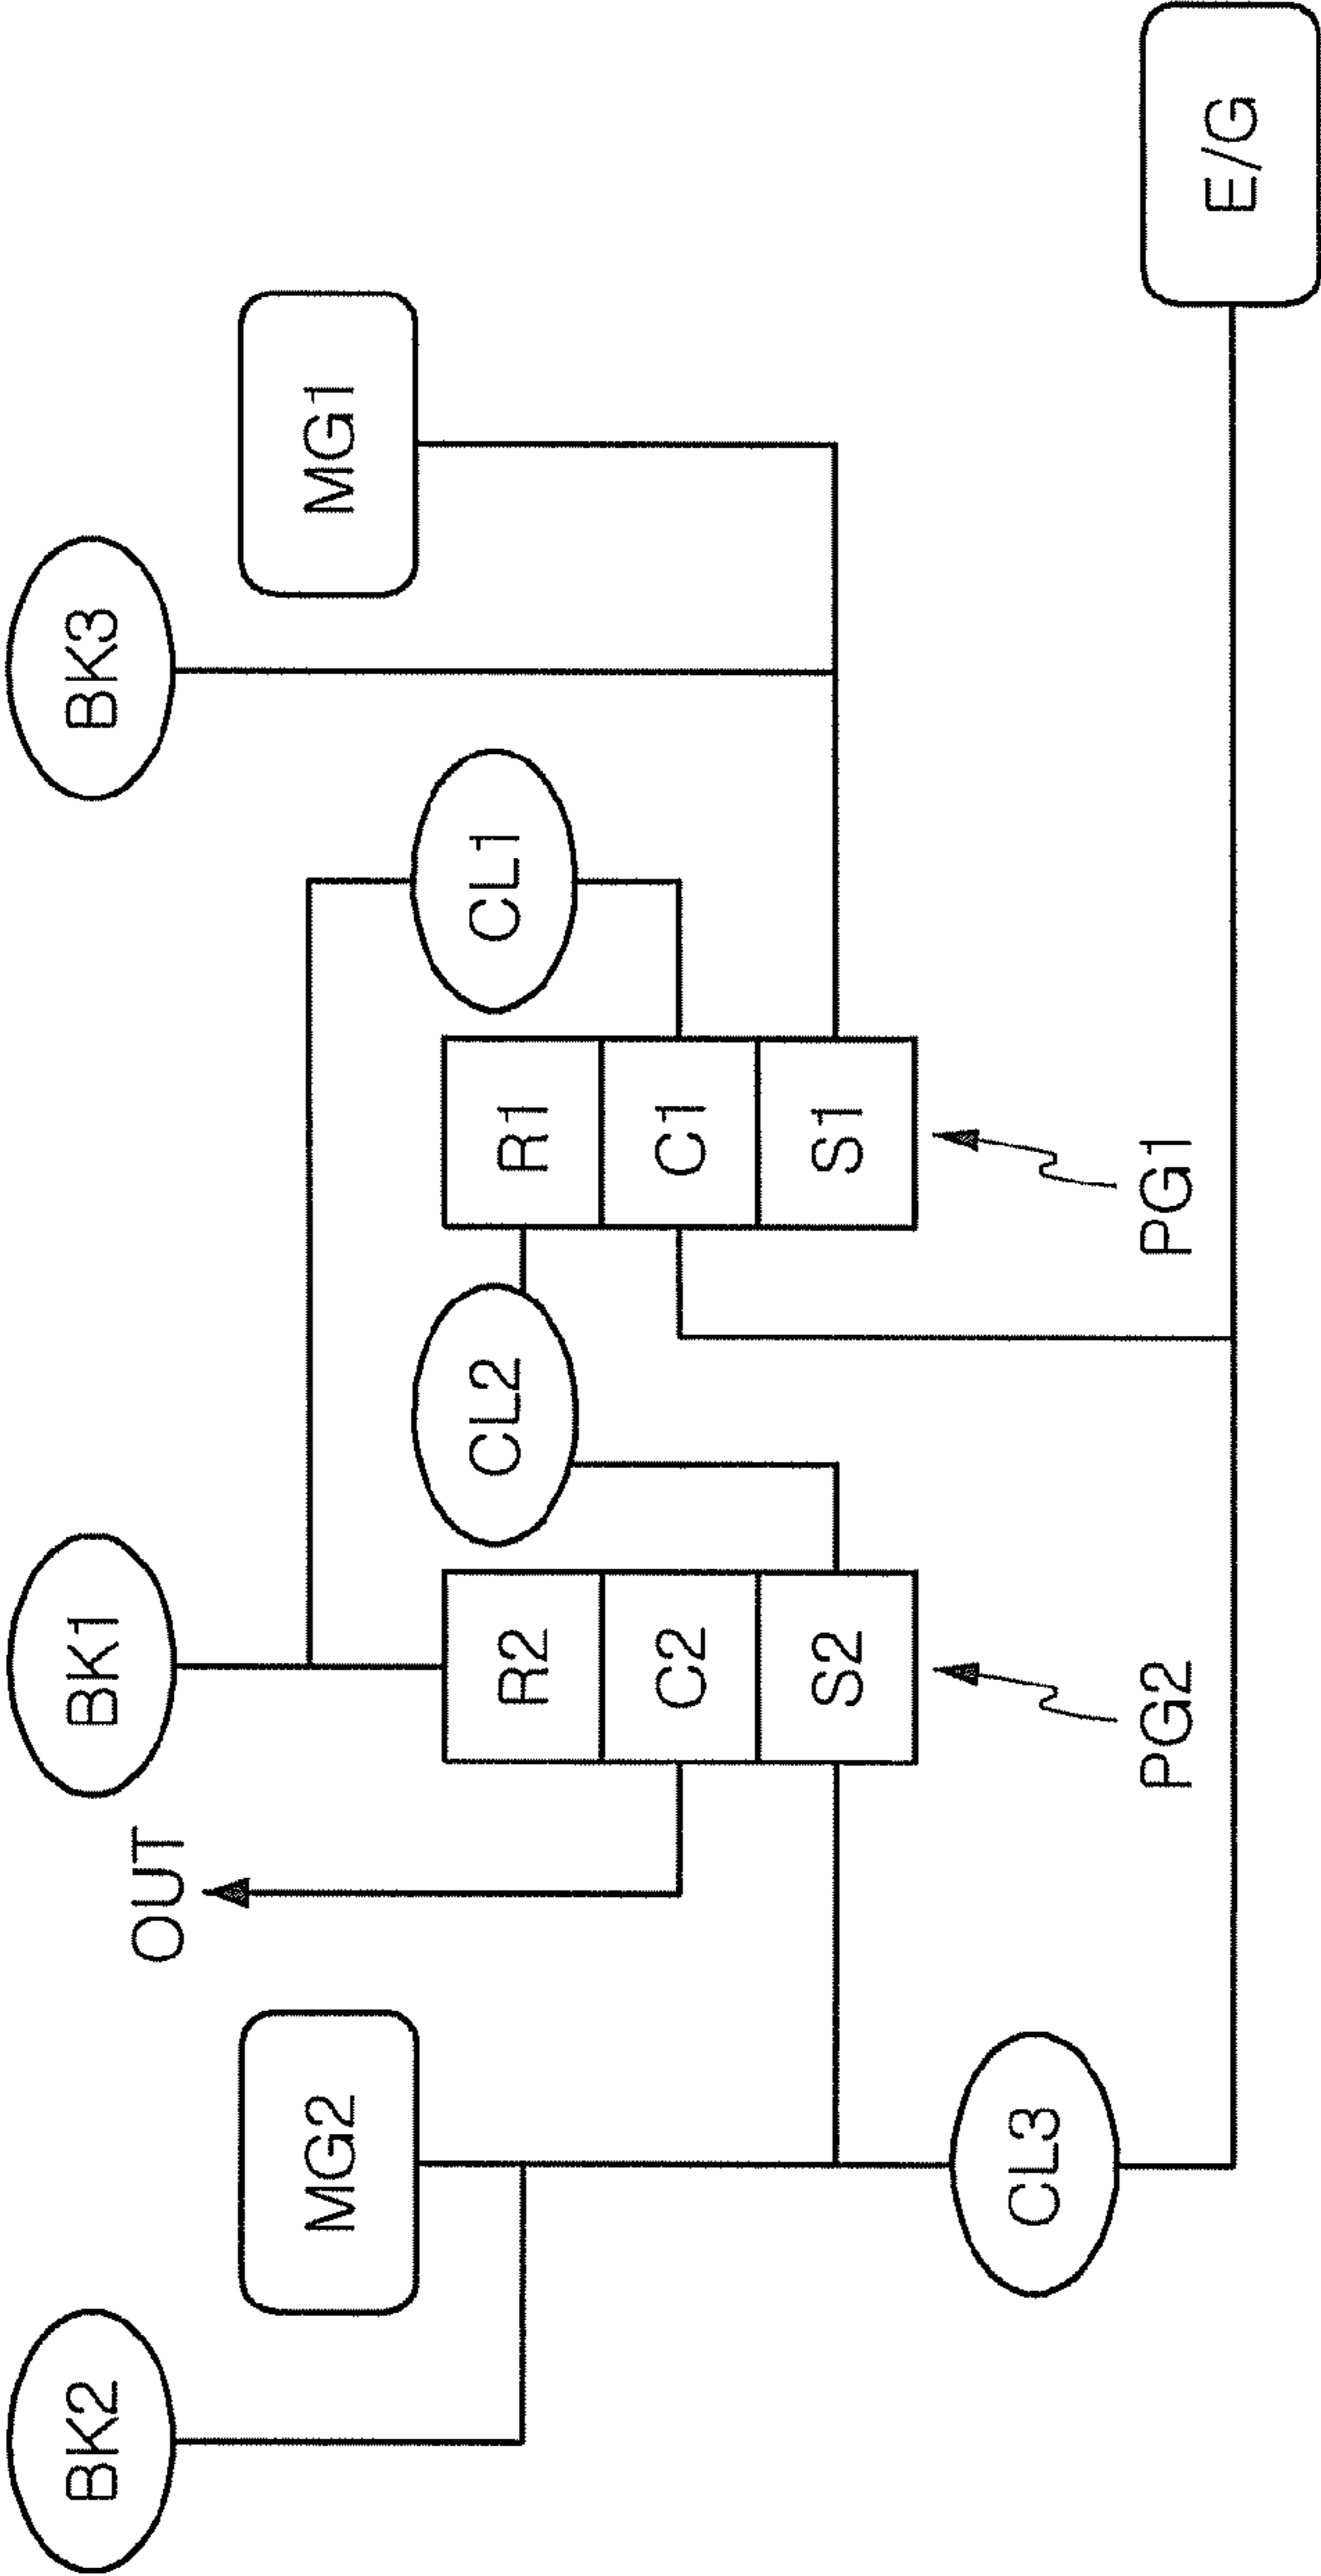 BK2
BK1
BK3
OUT
MG2
MG1
CL2
CL1
R2
R1
C2
C1
S2
S1
CL3
PG2
PG1
E/G